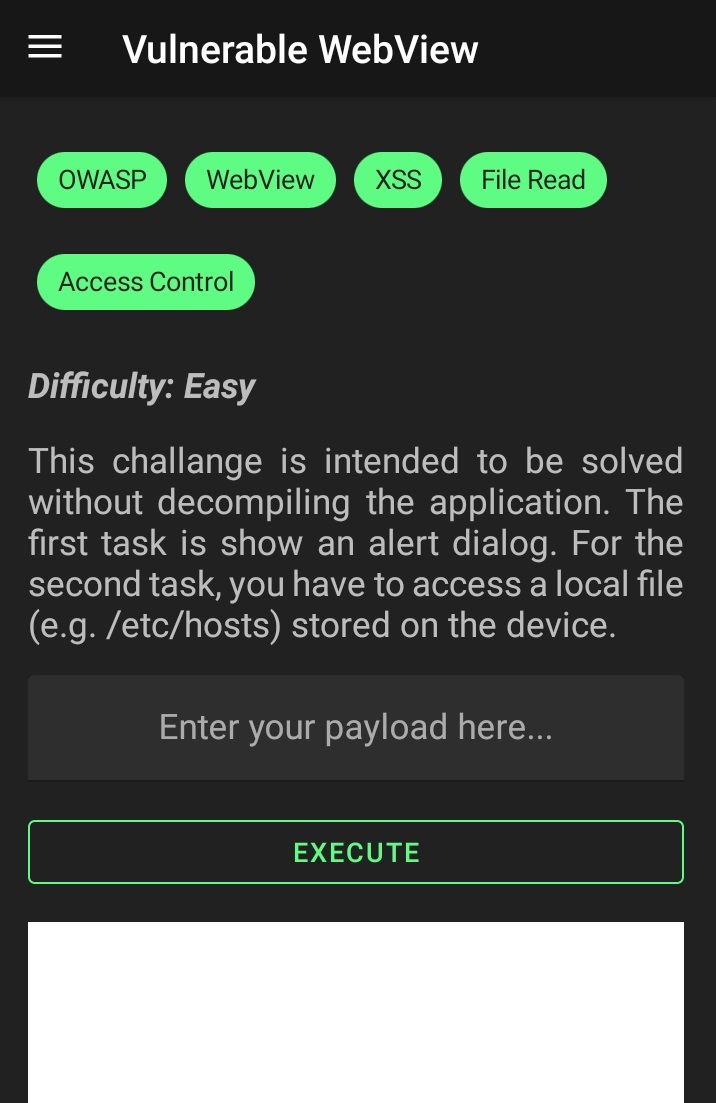 Vulnerable WebView
OWASP WebView XSS File Read
Access Control
Difficulty: Easy
This challange is intended to be solved
without decompiling the application. The
first task is show an alert dialog. For the
second task, you have to access a local file
(e.g. /etc/hosts) stored on the device.
Enter your payload here...
EXECUTE